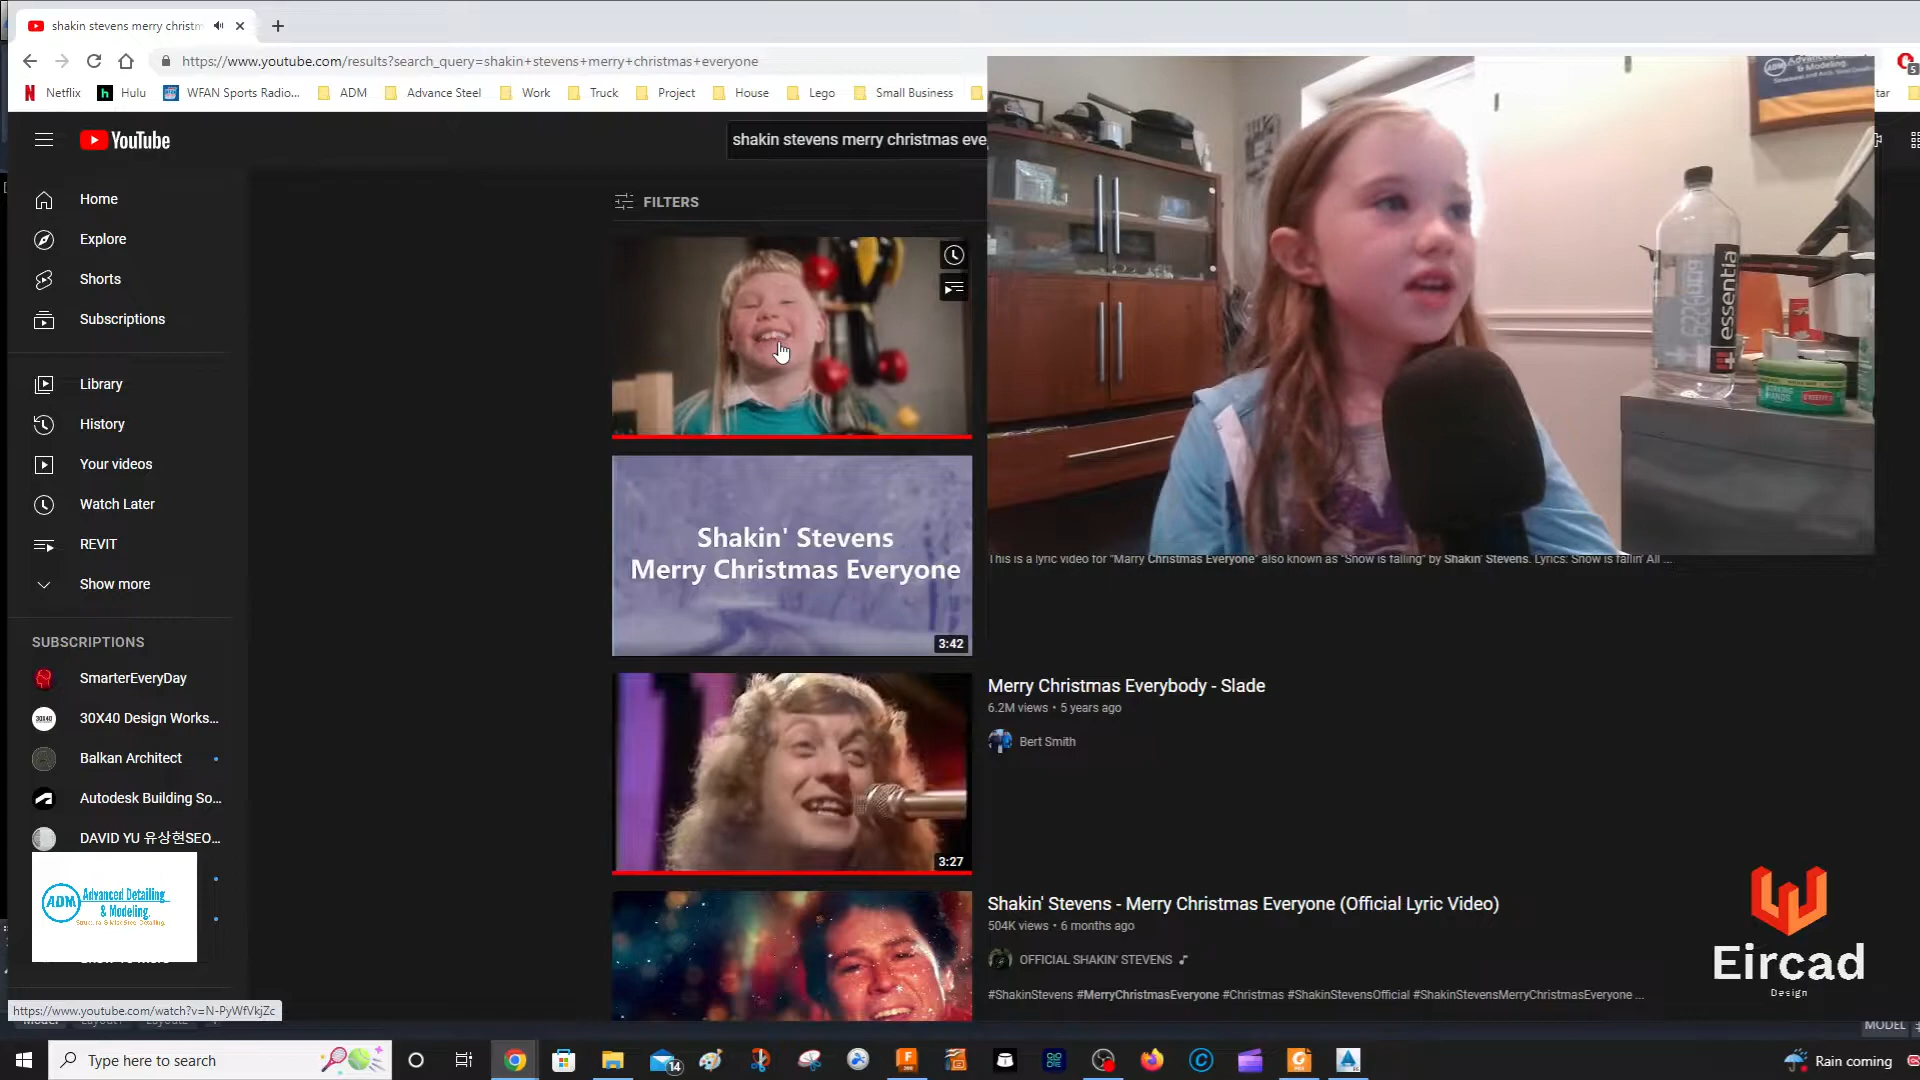 shakin stevens merry christm
https://www.youtube.com/results?search_query=shakin+stevens+merry+christmas+everyone
Netflix
Hulu
WFAN Sports Radio...
ADM
Advance Steel
Work
Truck
Project
House
Lego
Small Business
tar
5
YouTube
shakin stevens merry christmas eve
Home
Explore
Shorts
Subscriptions
Library
History
Your videos
Watch Later
REVIT
Show more
SUBSCRIPTIONS
SmarterEveryDay
30X40 Design Works...
Balkan Architect
Autodesk Building So...
DAVID YU 유상현SEO...
FILTERS
Shakin' Stevens
Merry Christmas Everyone
3:42
This is a lyric video for "Marry Christmas Everyone" also known as "Snow is falling" by Shakin' Stevens. Lyrics: Snow is fallin' All ...
Merry Christmas Everybody - Slade
6.2M views • 5 years ago
Bert Smith
3:27
Shakin' Stevens - Merry Christmas Everyone (Official Lyric Video)
504K views • 6 months ago
OFFICIAL SHAKIN' STEVENS
#ShakinStevens #MerryChristmasEveryone #Christmas #ShakinStevensOfficial #ShakinStevensMerryChristmasEveryone ...
ADM
& Modeling.
essentia
ADM Advanced Detailing
& Modeling.
Eircad
Design
https://www.youtube.com/watch?v=N-PyWfVkjZc
MODEL
Type here to search
14
Rain coming